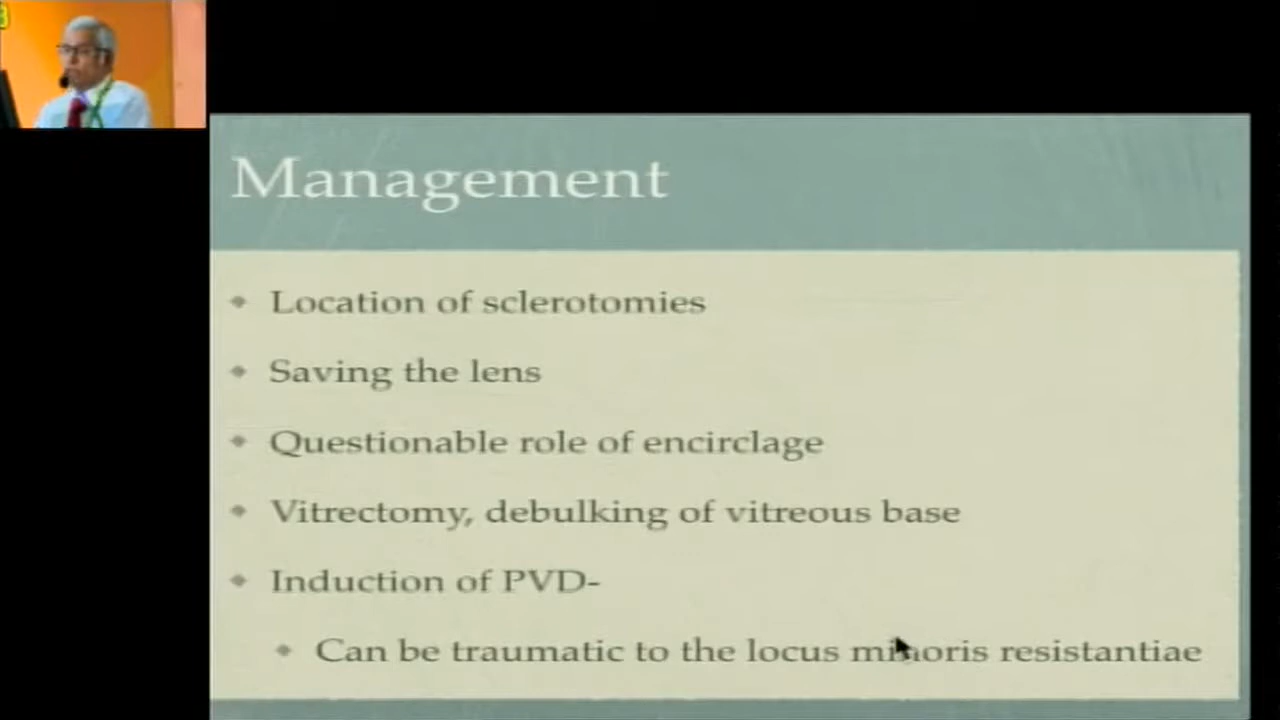 Management
Location of sclerotomies
Saving the lens
Questionable role of encirclage
Vitrectomy, debulking of vitreous base
Induction of PVD-
Can be traumatic to the locus minoris resistantiae